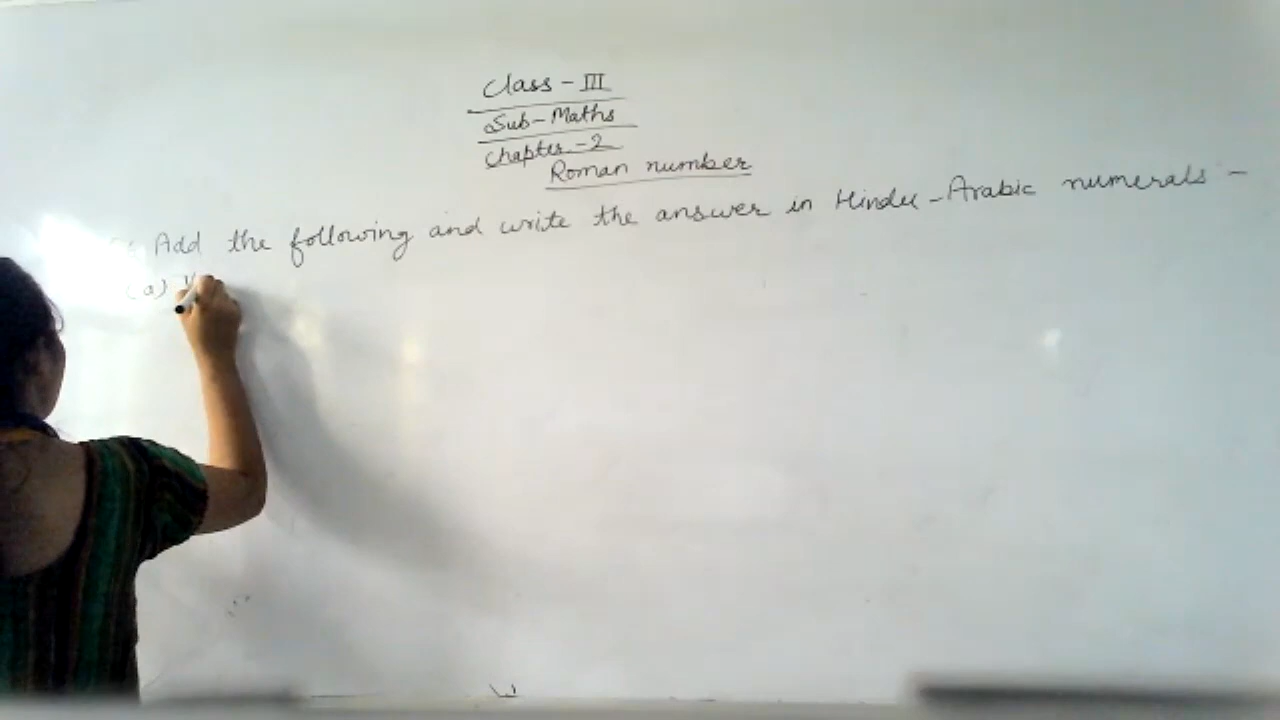 Class - III
Sub - Maths
Chapter - 2
Roman number
Add the following and write the answer in Hindu - Arabic numerals -
(a)